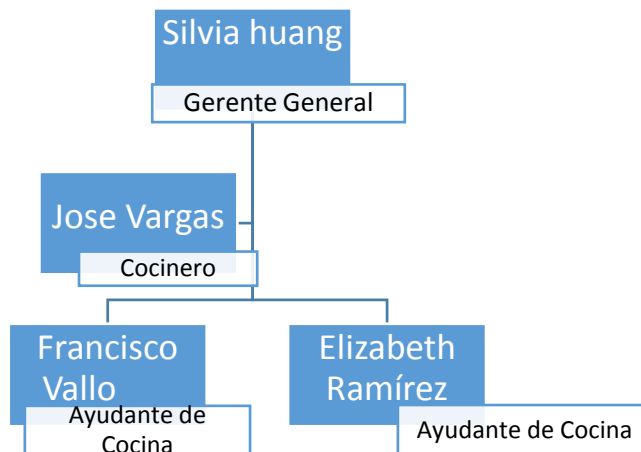 Silvia huang
Gerente General
Jose Vargas
Cocinero
Francisco
Vallo
Ayudante de
Cocina
Elizabeth
Ramírez
Ayudante de Cocina